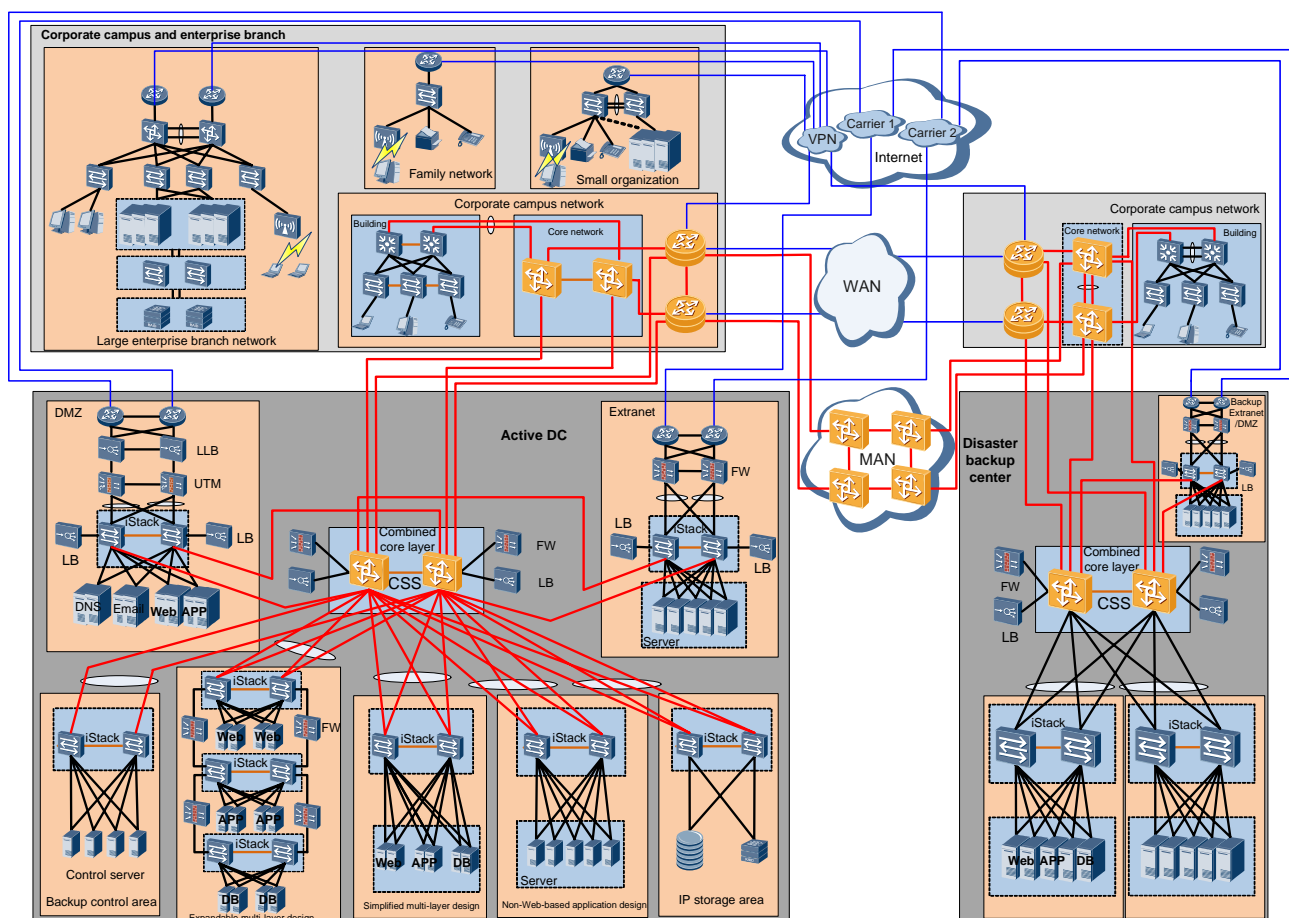 Corporate campus and enterprise branch
Large enterprise branch network
Family network
Small organization
VPN
Carrier 1
Carrier 2
Internet
Corporate campus network
Building
Core network
WAN
Corporate campus network
Core network
Building
MAN
Active DC
DMZ
LLB
UTM
iStack
LB
LB
DNS
Email
Web
APP
Combined
core layer
CSS
FW
LB
Extranet
FW
iStack
LB
LB
Server
Disaster
backup
center
Backup
Extranet
/DMZ
LB
Combined
core layer
CSS
FW
LB
iStack
Control server
Backup control area
iStack
Web
Web
FW
iStack
APP
APP
iStack
DB
DB
Expandable multi-layer design
iStack
Web
APP
DB
Simplified multi-layer design
iStack
Server
Non-Web-based application design
iStack
IP storage area
iStack
Web
APP
DB
iStack